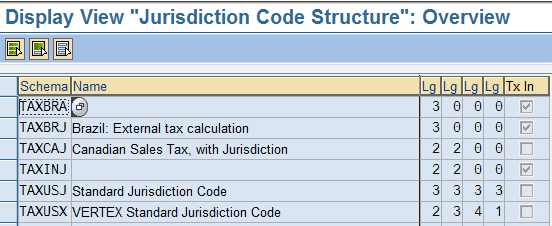 Display View "Jurisdiction Code Structure": Overview
Schema Name Lg Lg Lg Lg Tx In
TAXBRA 3 0 0 0
TAXBRJ Brazil: External tax calculation 3 0 0 0
TAXCAJ Canadian Sales Tax, with Jurisdiction 2 2 0 0
TAXINJ 2 2 0 0
TAXUSJ Standard Jurisdiction Code 3 3 3 3
TAXUSX VERTEX Standard Jurisdiction Code 2 3 4 1